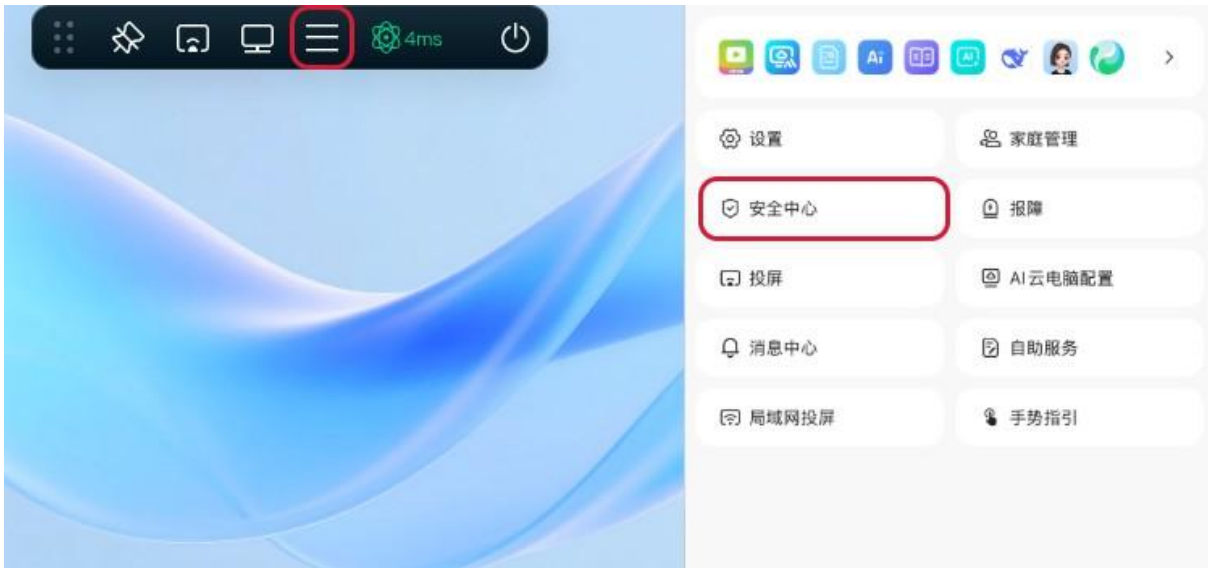 4ms
Ai
AI
设置
家庭管理
安全中心
报障
投屏
AI云电脑配置
消息中心
自助服务
局域网投屏
手势指引